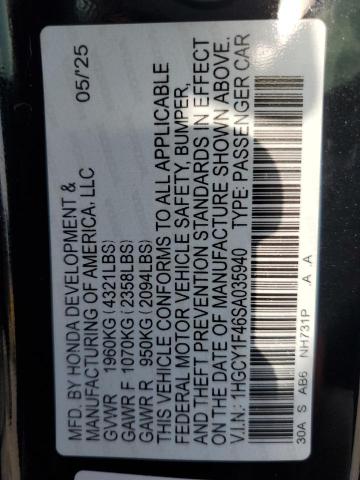 MFD. BY HONDA DEVELOPMENT & 05/'25
MANUFACTURING OF AMERICA, LLC
GVWR 1960KG(4321LBS)
GAWR F 1070KG(2358LBS)
GAWR R 950KG(2094LBS)
THIS VEHICLE CONFORMS TO ALL APPLICABLE
FEDERAL MOTOR VEHICLE SAFETY, BUMPER,
AND THEFT PREVENTION STANDARDS IN EFFECT
ON THE DATE OF MANUFACTURE SHOWN ABOVE.
V.I.N.: 1HGCY1F46SA035940 TYPE: PASSENGER CAR
30A S AB6 NH731P .A .A